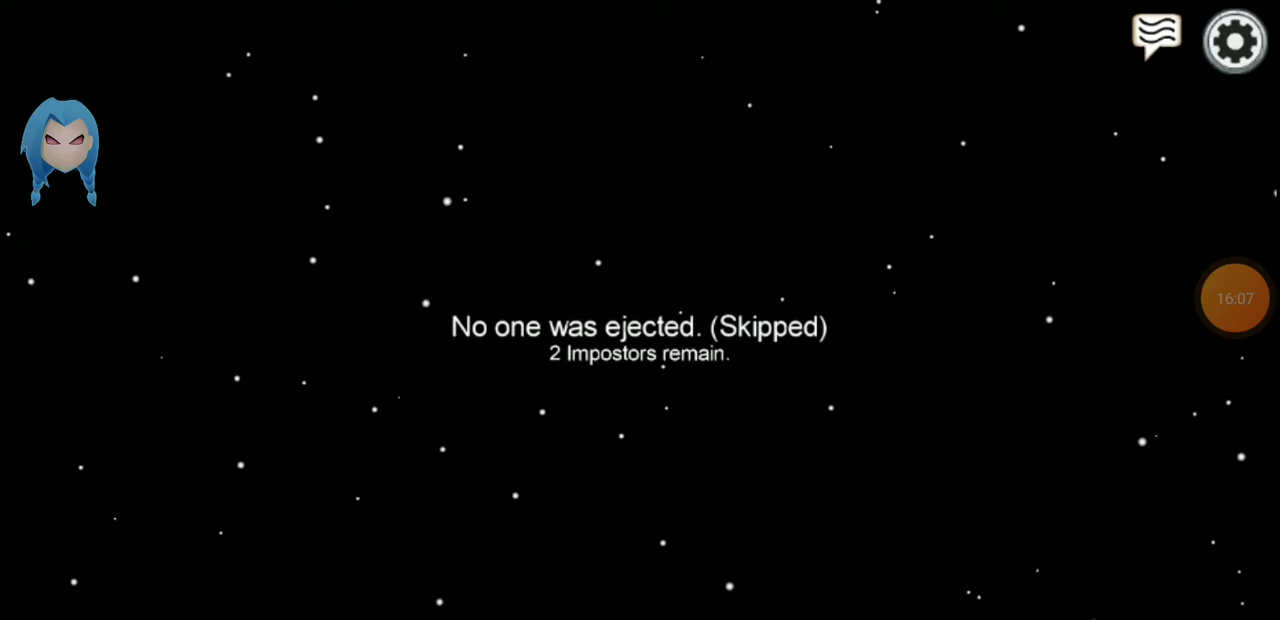 No one was ejected. (Skipped)
2 Impostors remain.
16:07